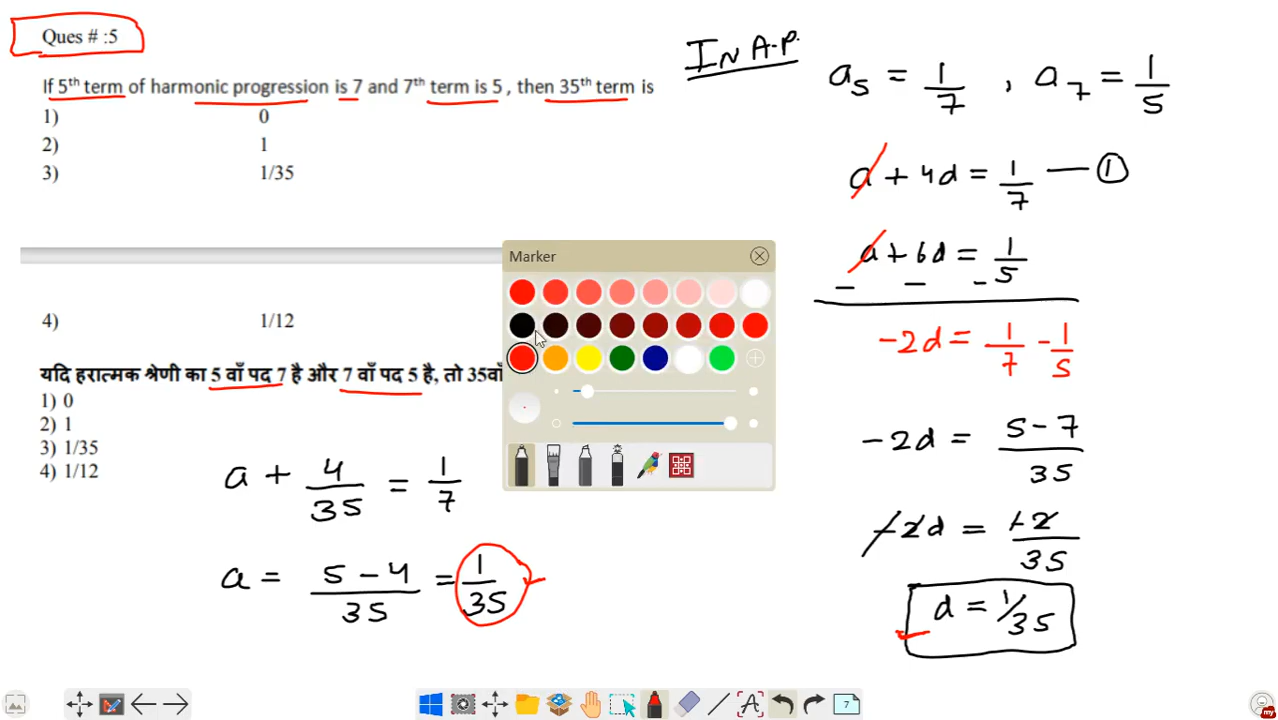 Ques # :5
If 5th term of harmonic progression is 7 and 7th term is 5 , then 35th term is
1) 0
2) 1
3) 1/35
4) 1/12
यदि हरात्मक श्रेणी का 5 वाँ पद 7 है और 7 वाँ पद 5 है, तो 35वाँ
1) 0
2) 1
3) 1/35
4) 1/12
a + 4/35 = 1/7
a = 5 - 4/35 = 1/35
Marker
IN A.P.
a5 = 1/7 , a7 = 1/5
a + 4d = 1/7 — ①
a + 6d = 1/5
− − −
-2d = 1/7 - 1/5
-2d = 5 - 7/35
-2d = -2/35
d = 1/35
7
my